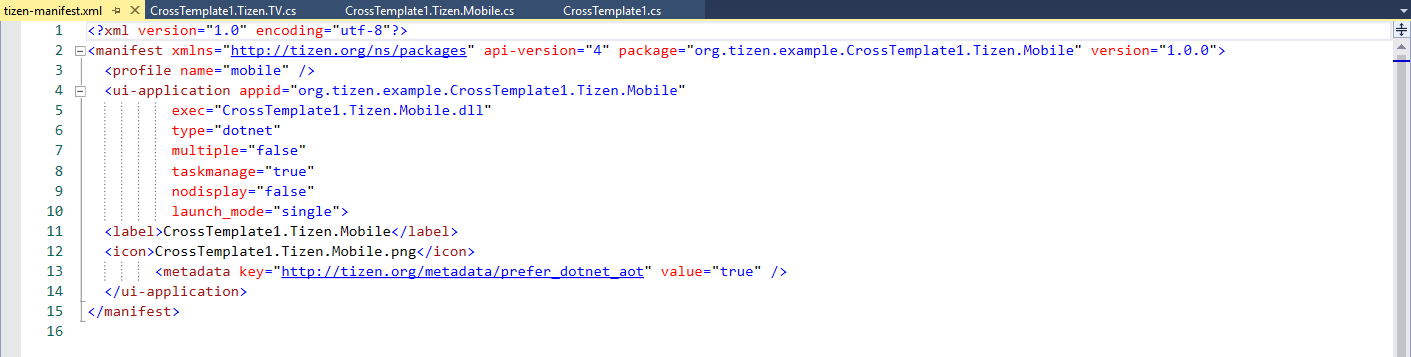 tizen-manifest.xml CrossTemplate1.Tizen.TV.cs CrossTemplate1.Tizen.Mobile.cs CrossTemplate1.cs
1 <?xml version="1.0" encoding="utf-8"?>
2 <manifest xmlns="http://tizen.org/ns/packages" api-version="4" package="org.tizen.example.CrossTemplate1.Tizen.Mobile" version="1.0.0">
3 <profile name="mobile" />
4 <ui-application appid="org.tizen.example.CrossTemplate1.Tizen.Mobile"
5 exec="CrossTemplate1.Tizen.Mobile.dll"
6 type="dotnet"
7 multiple="false"
8 taskmanage="true"
9 nodisplay="false"
10 launch_mode="single">
11 <label>CrossTemplate1.Tizen.Mobile</label>
12 <icon>CrossTemplate1.Tizen.Mobile.png</icon>
13 <metadata key="http://tizen.org/metadata/prefer_dotnet_aot" value="true" />
14 </ui-application>
15 </manifest>
16